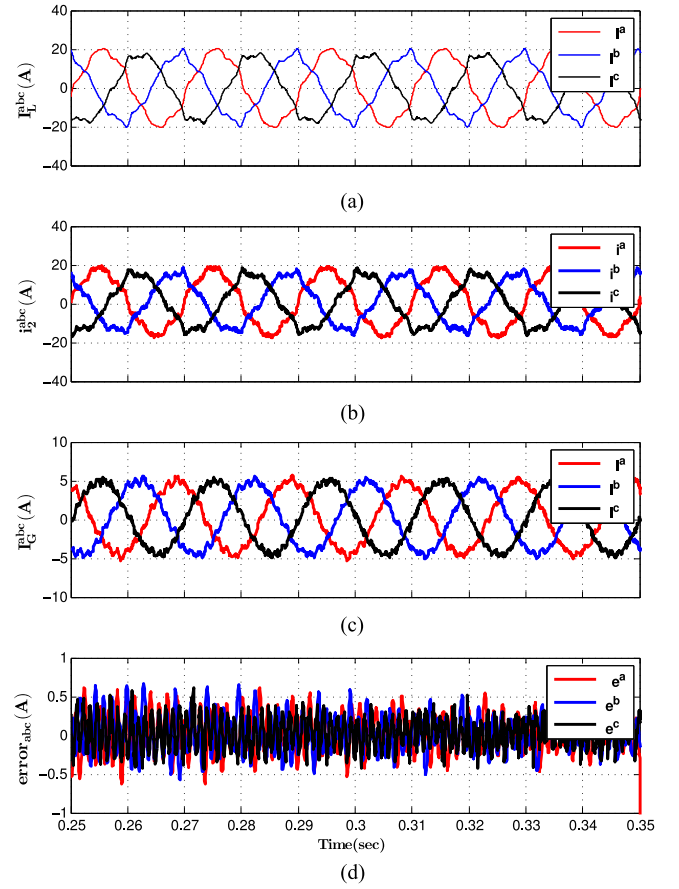 40
20
0
−20
−40
I_L^abc (A)
I^a
I^b
I^c
(a)
40
20
0
−20
−40
i_2^abc (A)
i^a
i^b
i^c
(b)
10
5
0
−5
−10
I_G^abc (A)
I^a
I^b
I^c
(c)
1
0.5
0
−0.5
−1
error_abc (A)
e^a
e^b
e^c
0.25 0.26 0.27 0.28 0.29 0.3 0.31 0.32 0.33 0.34 0.35
Time(sec)
(d)